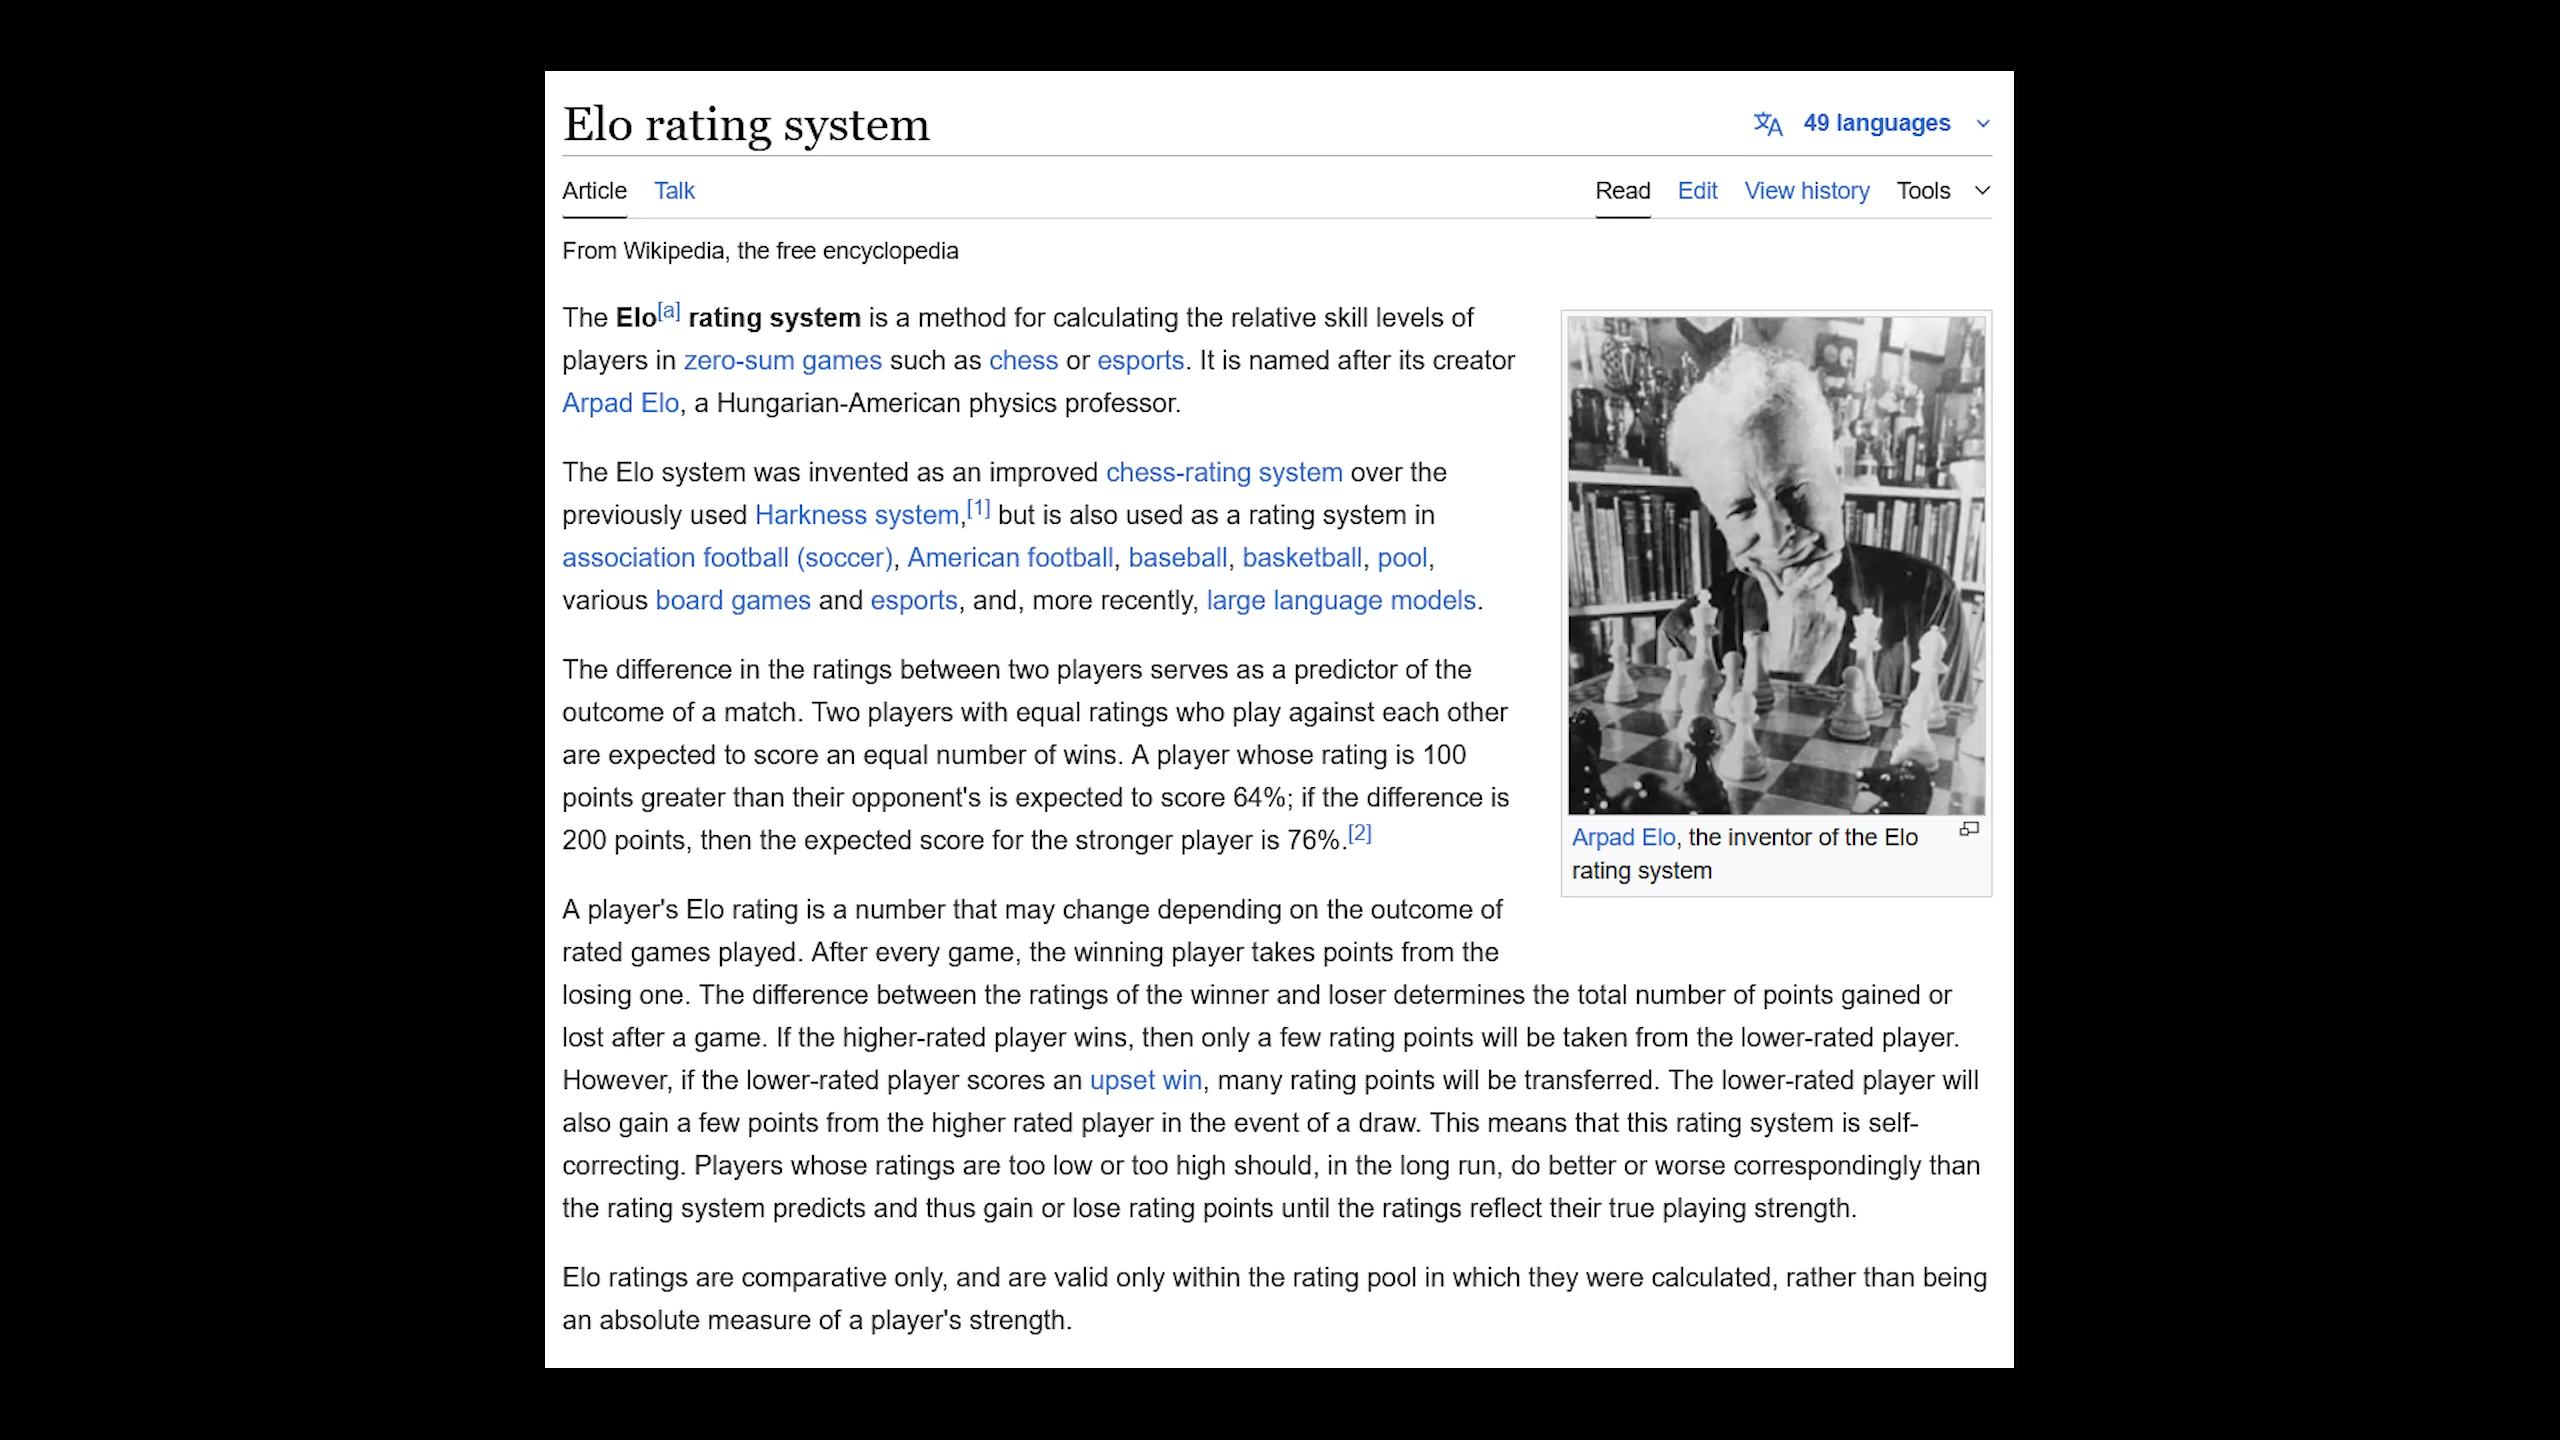 Elo rating system
49 languages
Article Talk
Read Edit View history Tools
From Wikipedia, the free encyclopedia
The Elo[a] rating system is a method for calculating the relative skill levels of
players in zero-sum games such as chess or esports. It is named after its creator
Arpad Elo, a Hungarian-American physics professor.
The Elo system was invented as an improved chess-rating system over the
previously used Harkness system,[1] but is also used as a rating system in
association football (soccer), American football, baseball, basketball, pool,
various board games and esports, and, more recently, large language models.
The difference in the ratings between two players serves as a predictor of the
outcome of a match. Two players with equal ratings who play against each other
are expected to score an equal number of wins. A player whose rating is 100
points greater than their opponent's is expected to score 64%; if the difference is
200 points, then the expected score for the stronger player is 76%.[2]
Arpad Elo, the inventor of the Elo
rating system
A player's Elo rating is a number that may change depending on the outcome of
rated games played. After every game, the winning player takes points from the
losing one. The difference between the ratings of the winner and loser determines the total number of points gained or
lost after a game. If the higher-rated player wins, then only a few rating points will be taken from the lower-rated player.
However, if the lower-rated player scores an upset win, many rating points will be transferred. The lower-rated player will
also gain a few points from the higher rated player in the event of a draw. This means that this rating system is self-
correcting. Players whose ratings are too low or too high should, in the long run, do better or worse correspondingly than
the rating system predicts and thus gain or lose rating points until the ratings reflect their true playing strength.
Elo ratings are comparative only, and are valid only within the rating pool in which they were calculated, rather than being
an absolute measure of a player's strength.